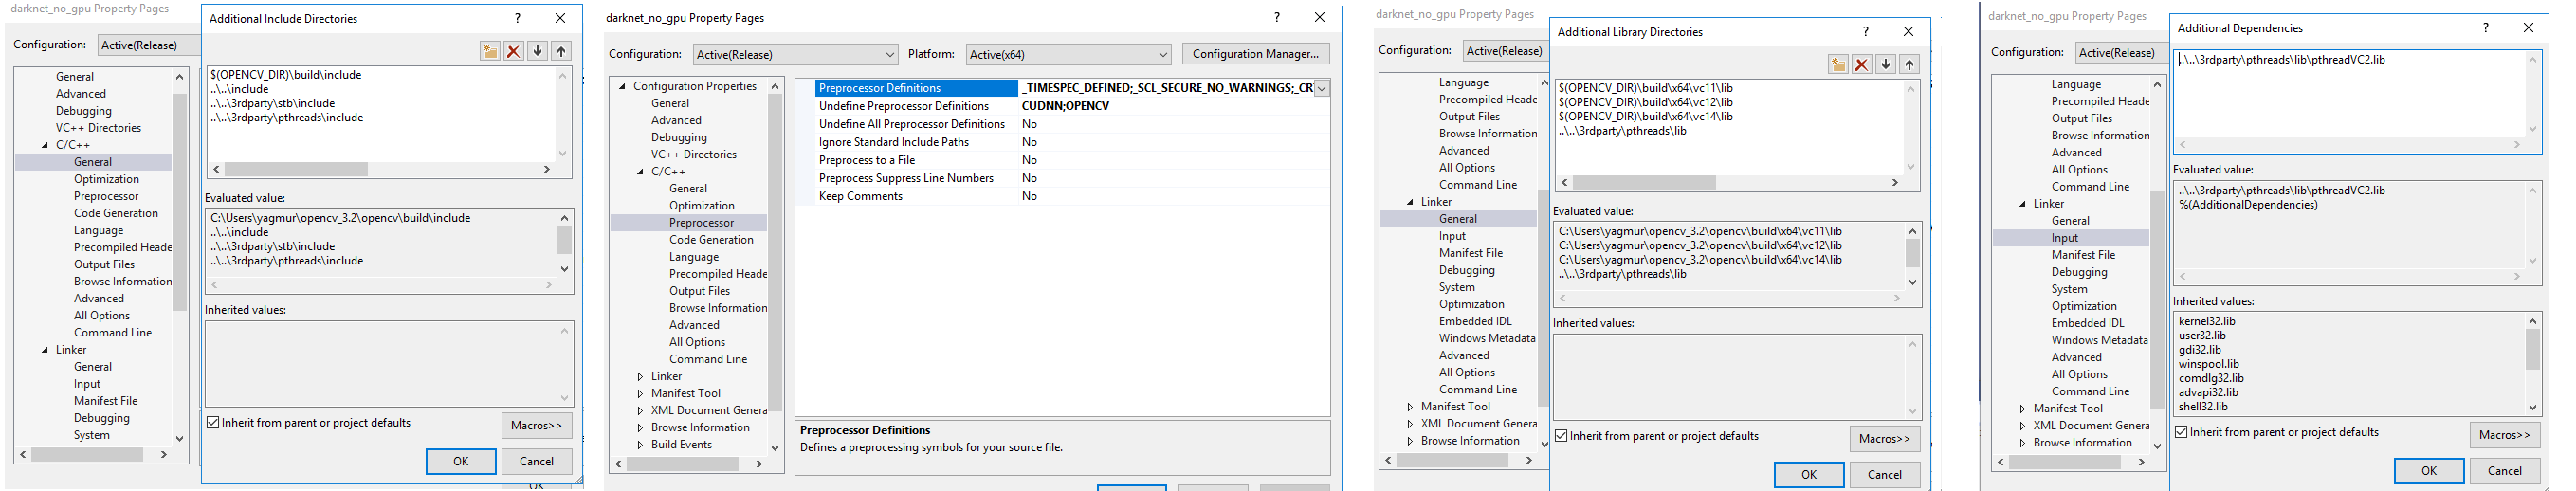 darknet_no_gpu Property Pages
Configuration:
Active(Release)
General
Advanced
Debugging
VC++ Directories
C/C++
General
Optimization
Preprocessor
Code Generation
Language
Precompiled Heade
Output Files
Browse Information
Advanced
All Options
Command Line
Linker
General
Input
Manifest File
Debugging
System
Additional Include Directories
$(OPENCV_DIR)\build\include
..\..\include
..\..\3rdparty\stb\include
..\..\3rdparty\pthreads\include
Evaluated value:
C:\Users\yagmur\opencv_3.2\opencv\build\include
..\..\include
..\..\3rdparty\stb\include
..\..\3rdparty\pthreads\include
Inherited values:
Inherit from parent or project defaults
Macros>>
OK
Cancel
darknet_no_gpu Property Pages
Configuration:
Active(Release)
Platform:
Active(x64)
Configuration Manager...
Configuration Properties
General
Advanced
Debugging
VC++ Directories
C/C++
General
Optimization
Preprocessor
Code Generation
Language
Precompiled Heade
Output Files
Browse Information
Advanced
All Options
Command Line
Linker
Manifest Tool
XML Document Genera
Browse Information
Build Events
Preprocessor Definitions _TIMESPEC_DEFINED;_SCL_SECURE_NO_WARNINGS;_CR
Undefine Preprocessor Definitions CUDNN;OPENCV
Undefine All Preprocessor Definitions No
Ignore Standard Include Paths No
Preprocess to a File No
Preprocess Suppress Line Numbers No
Keep Comments No
Preprocessor Definitions
Defines a preprocessing symbols for your source file.
darknet_no_gpu Property Pages
Configuration:
Active(Release)
Language
Precompiled Heade
Output Files
Browse Information
Advanced
All Options
Command Line
Linker
General
Input
Manifest File
Debugging
System
Optimization
Embedded IDL
Windows Metadata
Advanced
All Options
Command Line
Manifest Tool
XML Document Genera
Browse Information
Additional Library Directories
$(OPENCV_DIR)\build\x64\vc11\lib
$(OPENCV_DIR)\build\x64\vc12\lib
$(OPENCV_DIR)\build\x64\vc14\lib
..\..\3rdparty\pthreads\lib
Evaluated value:
C:\Users\yagmur\opencv_3.2\opencv\build\x64\vc11\lib
C:\Users\yagmur\opencv_3.2\opencv\build\x64\vc12\lib
C:\Users\yagmur\opencv_3.2\opencv\build\x64\vc14\lib
..\..\3rdparty\pthreads\lib
Inherited values:
Inherit from parent or project defaults
Macros>>
OK
Cancel
darknet_no_gpu Property Pages
Configuration:
Active(Release)
Language
Precompiled Heade
Output Files
Browse Information
Advanced
All Options
Command Line
Linker
General
Input
Manifest File
Debugging
System
Optimization
Embedded IDL
Windows Metadata
Advanced
All Options
Command Line
Manifest Tool
XML Document Genera
Browse Information
Additional Dependencies
..\..\3rdparty\pthreads\lib\pthreadVC2.lib
Evaluated value:
..\..\3rdparty\pthreads\lib\pthreadVC2.lib
%(AdditionalDependencies)
Inherited values:
kernel32.lib
user32.lib
gdi32.lib
winspool.lib
comdlg32.lib
advapi32.lib
shell32.lib
Inherit from parent or project defaults
Macros>>
OK
Cancel